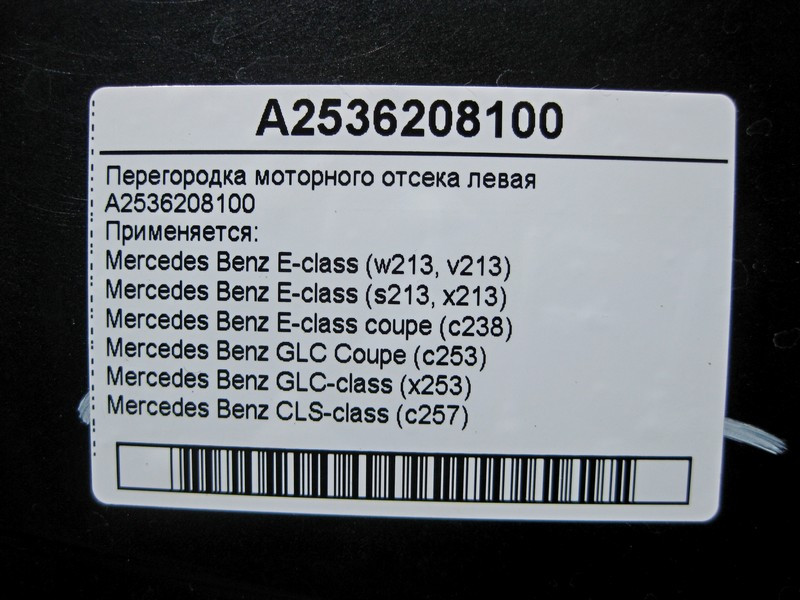 A2536208100
Перегородка моторного отсека левая
A2536208100
Применяется:
Mercedes Benz E-class (w213, v213)
Mercedes Benz E-class (s213, x213)
Mercedes Benz E-class coupe (c238)
Mercedes Benz GLC Coupe (c253)
Mercedes Benz GLC-class (x253)
Mercedes Benz CLS-class (c257)